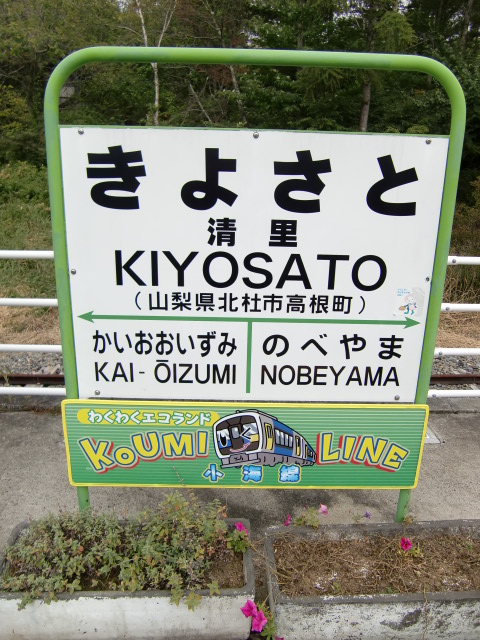 きよさと
清里
KIYOSATO
(山梨県北杜市高根町)
かいおおいずみ
KAI-ŌIZUMI
のべやま
NOBEYAMA
わくわくエコランド
KOUMI LINE
小海線